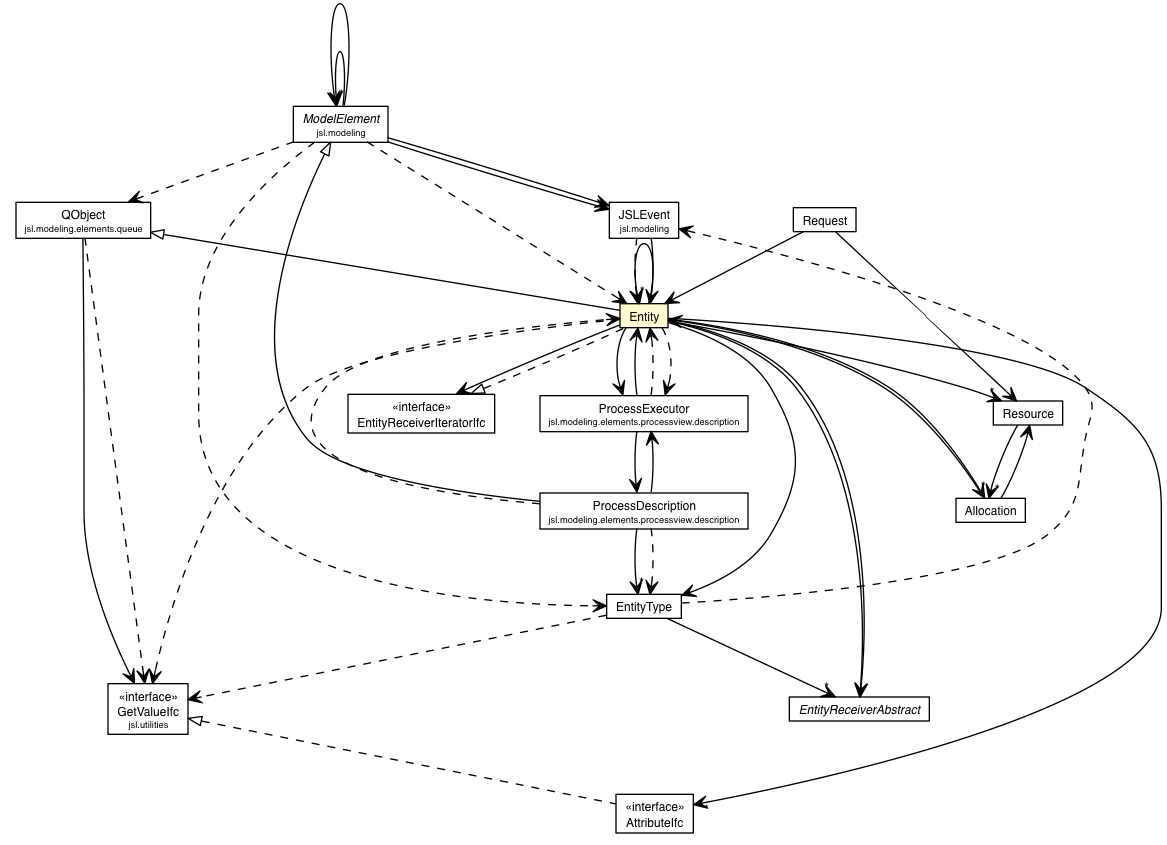 ModelElement
jsl.modeling
QObject
jsl.modeling.elements.queue
JSLEvent
jsl.modeling
Request
Entity
«interface»
EntityReceiverIteratorIfc
ProcessExecutor
jsl.modeling.elements.processview.description
Resource
ProcessDescription
jsl.modeling.elements.processview.description
Allocation
EntityType
«interface»
GetValueIfc
jsl.utilities
EntityReceiverAbstract
«interface»
AttributeIfc